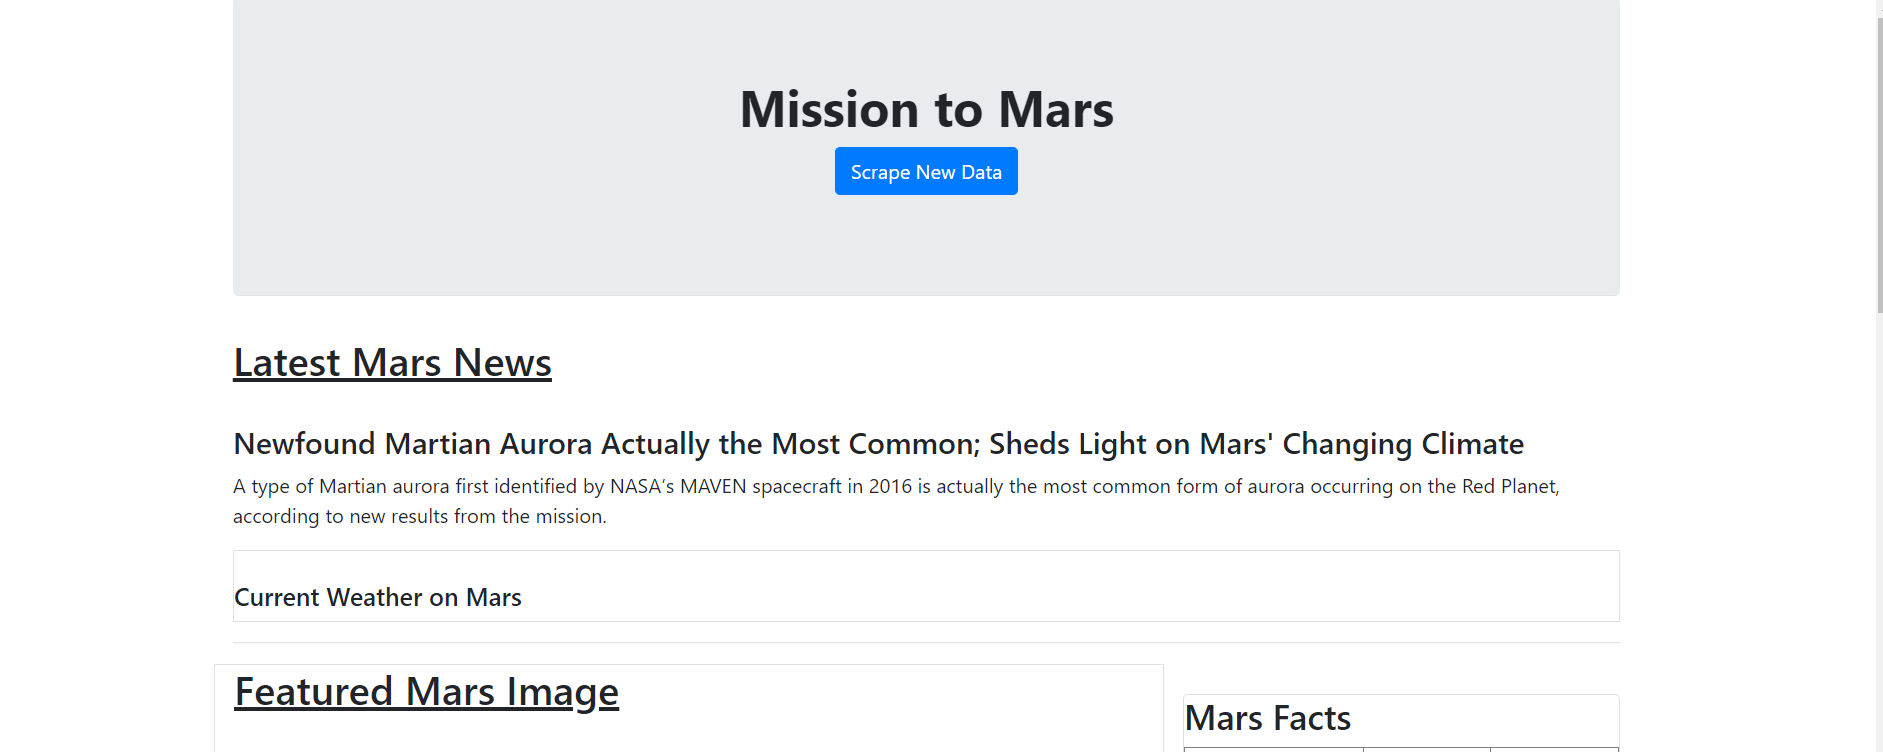 Mission to Mars
Scrape New Data
Latest Mars News
Newfound Martian Aurora Actually the Most Common; Sheds Light on Mars' Changing Climate
A type of Martian aurora first identified by NASA’s MAVEN spacecraft in 2016 is actually the most common form of aurora occurring on the Red Planet,
according to new results from the mission.
Current Weather on Mars
Featured Mars Image
Mars Facts